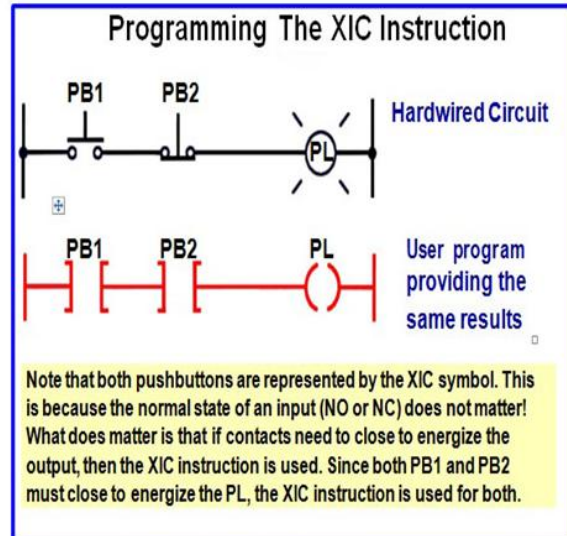 Programming The XIC Instruction
PB1 PB2
Hardwired Circuit
PL
PB1 PB2 PL
User program
providing the
same results
Note that both pushbuttons are represented by the XIC symbol. This
is because the normal state of an input (NO or NC) does not matter!
What does matter is that if contacts need to close to energize the
output, then the XIC instruction is used. Since both PB1 and PB2
must close to energize the PL, the XIC instruction is used for both.